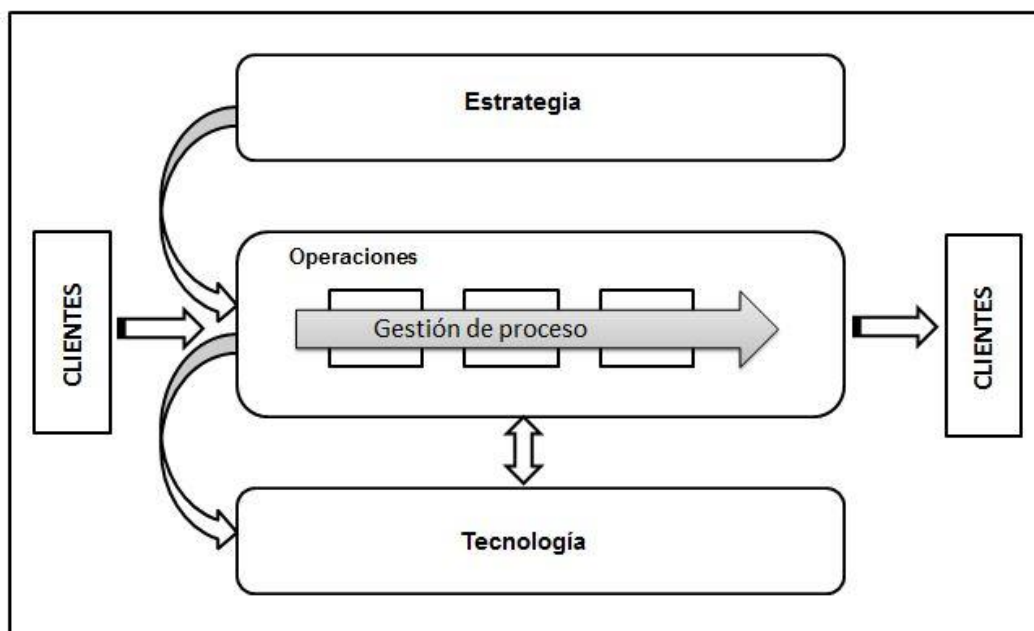 Estrategia
CLIENTES
Operaciones
Gestión de proceso
CLIENTES
Tecnología